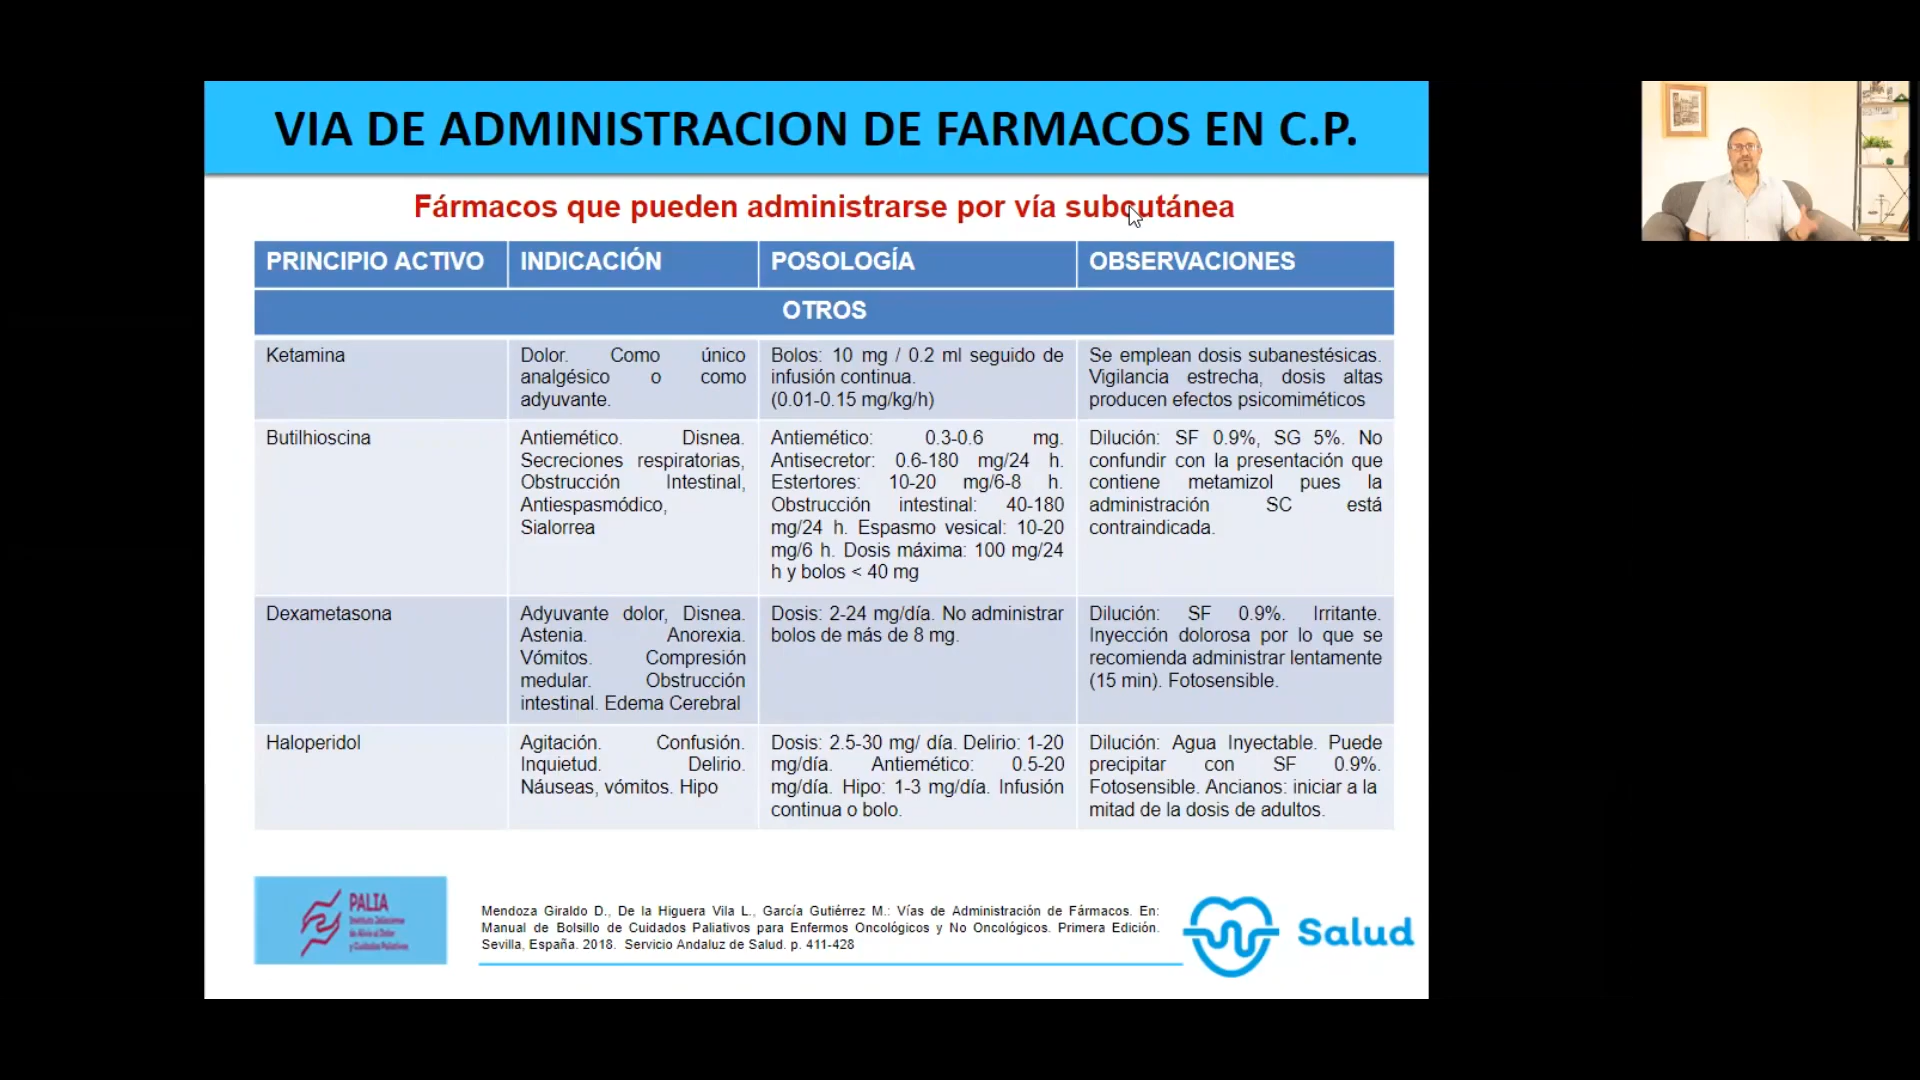 VIA DE ADMINISTRACION DE FARMACOS EN C.P.
Fármacos que pueden administrarse por vía subcutánea
PRINCIPIO ACTIVO INDICACIÓN POSOLOGÍA OBSERVACIONES
OTROS
Ketamina
Dolor. Como único
analgésico o como
adyuvante.
Bolos: 10 mg / 0.2 ml seguido de
infusión continua.
(0.01-0.15 mg/kg/h)
Se emplean dosis subanestésicas.
Vigilancia estrecha, dosis altas
producen efectos psicomiméticos
Butilhioscina
Antiemético. Disnea.
Secreciones respiratorias,
Obstrucción Intestinal,
Antiespasmódico,
Sialorrea
Antiemético: 0.3-0.6 mg.
Antisecretor: 0.6-180 mg/24 h.
Estertores: 10-20 mg/6-8 h.
Obstrucción intestinal: 40-180
mg/24 h. Espasmo vesical: 10-20
mg/6 h. Dosis máxima: 100 mg/24
h y bolos < 40 mg
Dilución: SF 0.9%, SG 5%. No
confundir con la presentación que
contiene metamizol pues la
administración SC está
contraindicada.
Dexametasona
Adyuvante dolor, Disnea.
Astenia. Anorexia.
Vómitos. Compresión
medular. Obstrucción
intestinal. Edema Cerebral
Dosis: 2-24 mg/día. No administrar
bolos de más de 8 mg.
Dilución: SF 0.9%. Irritante.
Inyección dolorosa por lo que se
recomienda administrar lentamente
(15 min). Fotosensible.
Haloperidol
Agitación. Confusión.
Inquietud. Delirio.
Náuseas, vómitos. Hipo
Dosis: 2.5-30 mg/ día. Delirio: 1-20
mg/día. Antiemético: 0.5-20
mg/día. Hipo: 1-3 mg/día. Infusión
continua o bolo.
Dilución: Agua Inyectable. Puede
precipitar con SF 0.9%.
Fotosensible. Ancianos: iniciar a la
mitad de la dosis de adultos.
PALIA
Instituto Jalisciense
de Alivio al Dolor
y Cuidados Paliativos
Mendoza Giraldo D., De la Higuera Vila L., García Gutiérrez M.: Vías de Administración de Fármacos. En:
Manual de Bolsillo de Cuidados Paliativos para Enfermos Oncológicos y No Oncológicos. Primera Edición.
Sevilla, España. 2018. Servicio Andaluz de Salud. p. 411-428
Salud